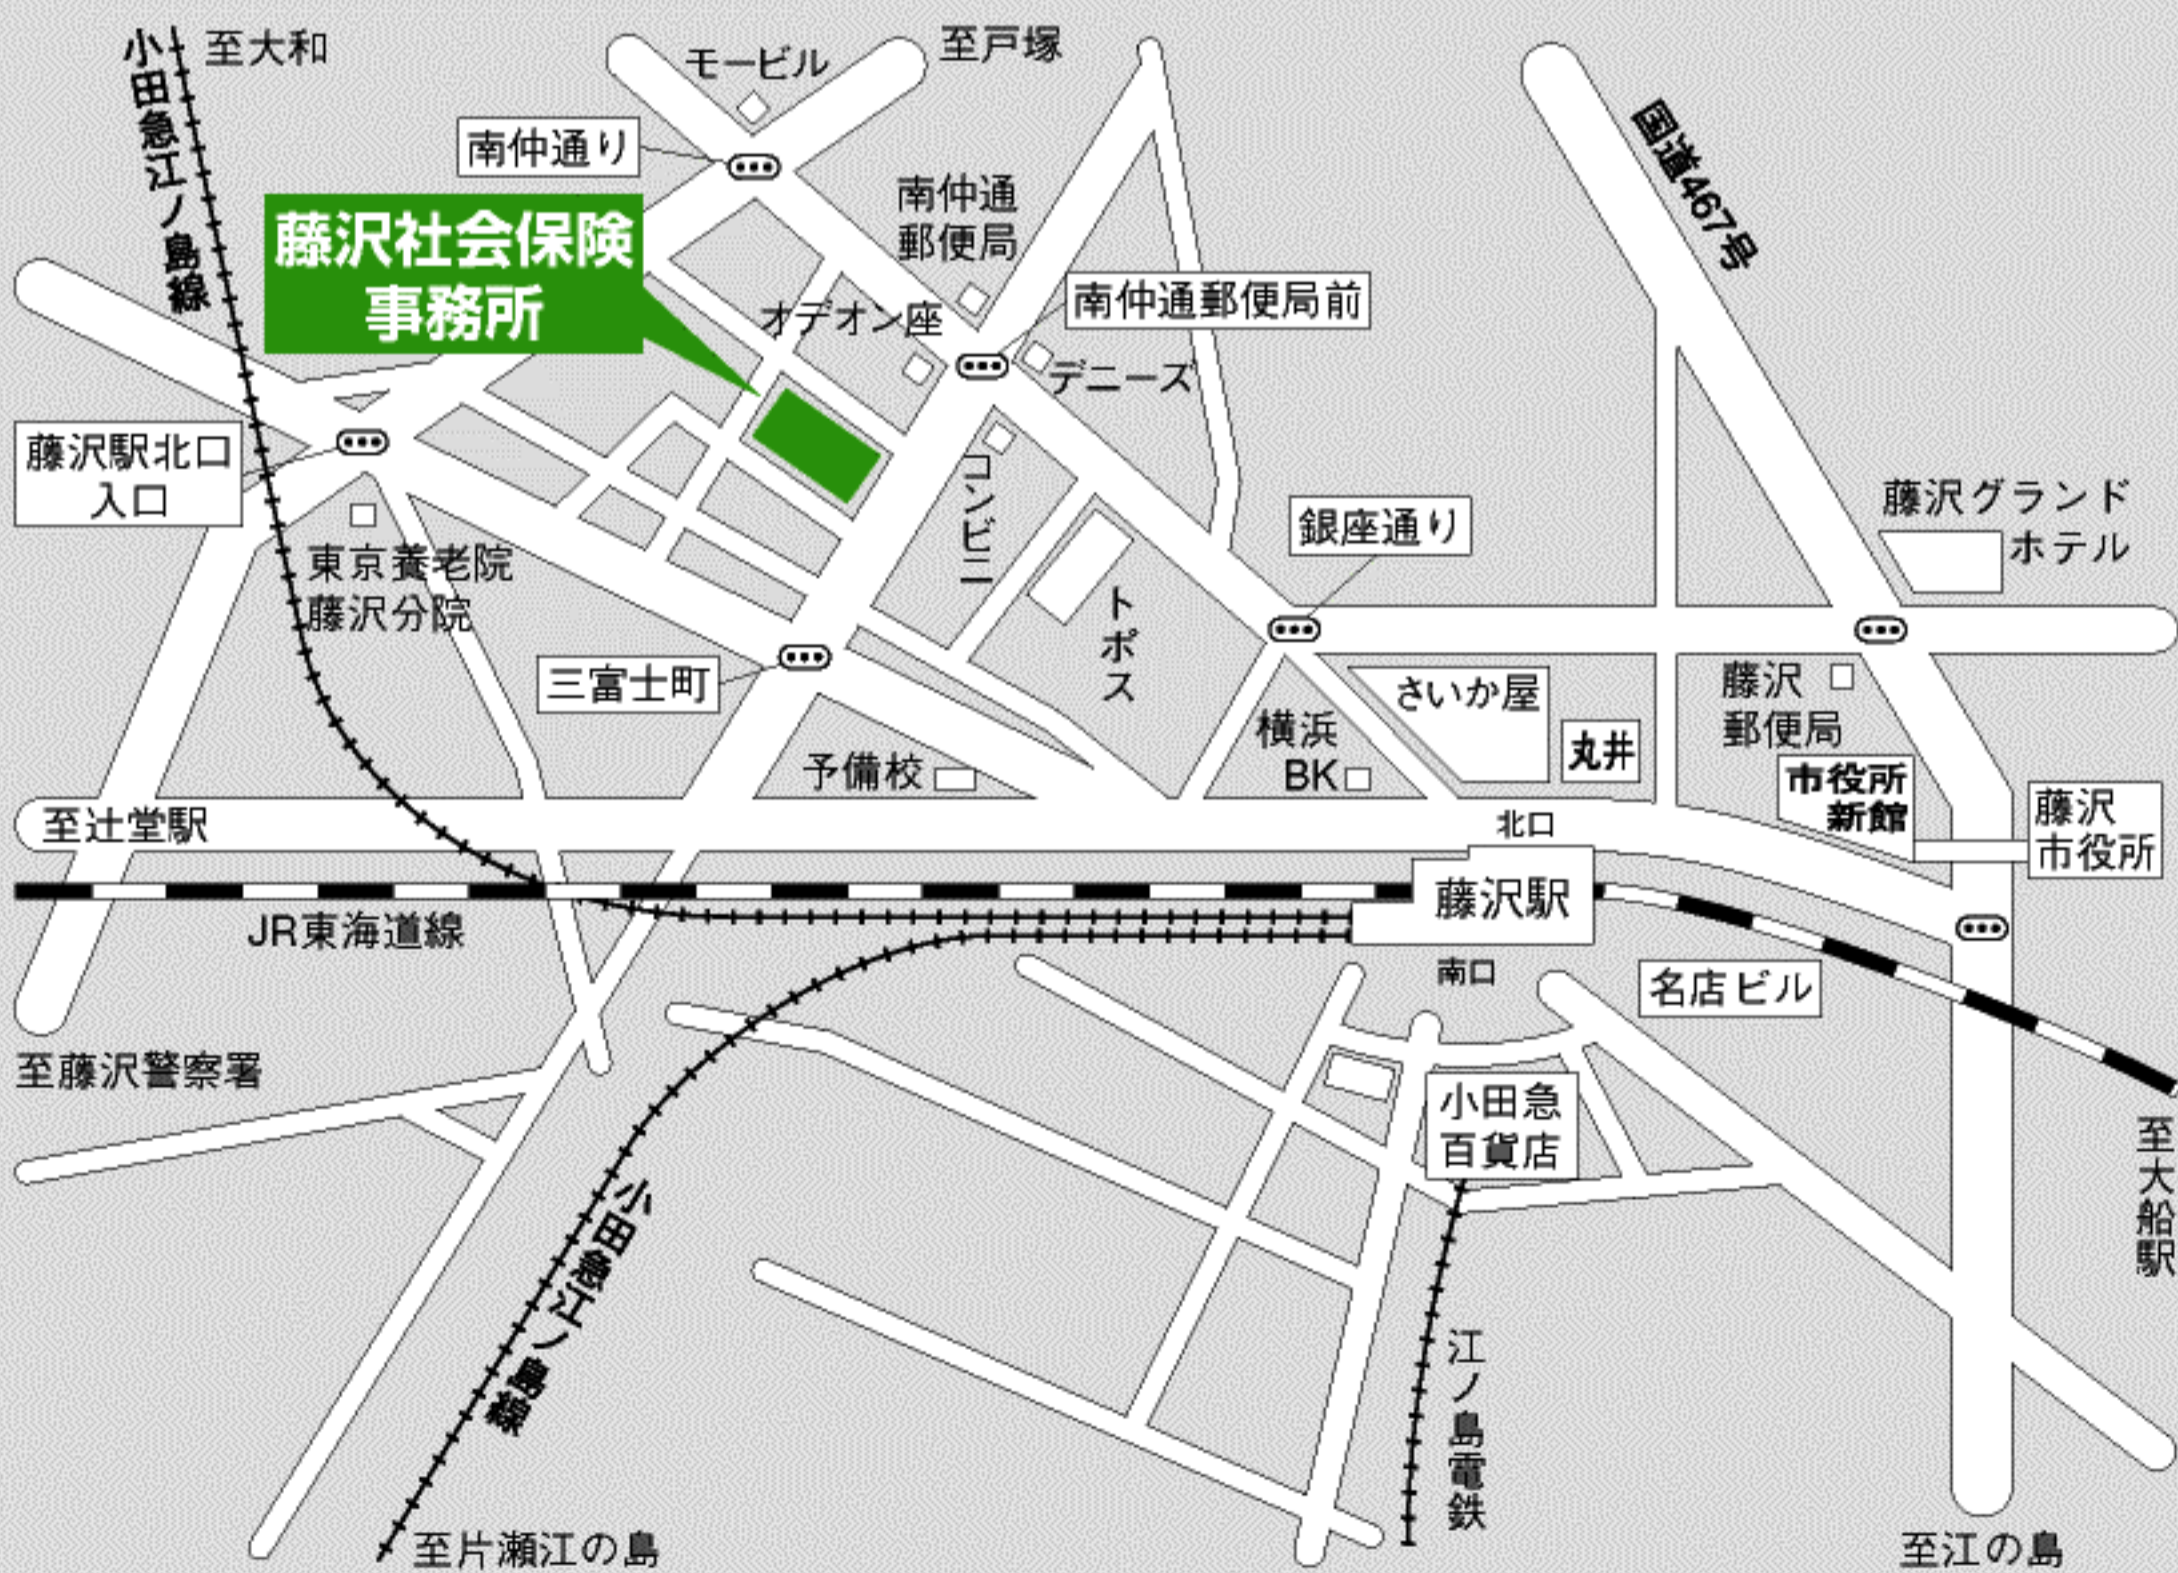 小田急江ノ島線
至大和
モービル
至戸塚
国道467号
南仲通り
南仲通
郵便局
藤沢社会保険
事務所
オデオン座
南仲通郵便局前
デニーズ
藤沢駅北口
入口
コンビニ
銀座通り
藤沢グランド
ホテル
東京養老院
藤沢分院
トポス
三富士町
さいか屋
藤沢
郵便局
横浜
BK
丸井
予備校
市役所
新館
藤沢
市役所
至辻堂駅
北口
藤沢駅
JR東海道線
南口
名店ビル
至藤沢警察署
小田急
百貨店
至大船駅
小田急江ノ島線
江ノ島電鉄
至片瀬江の島
至江の島